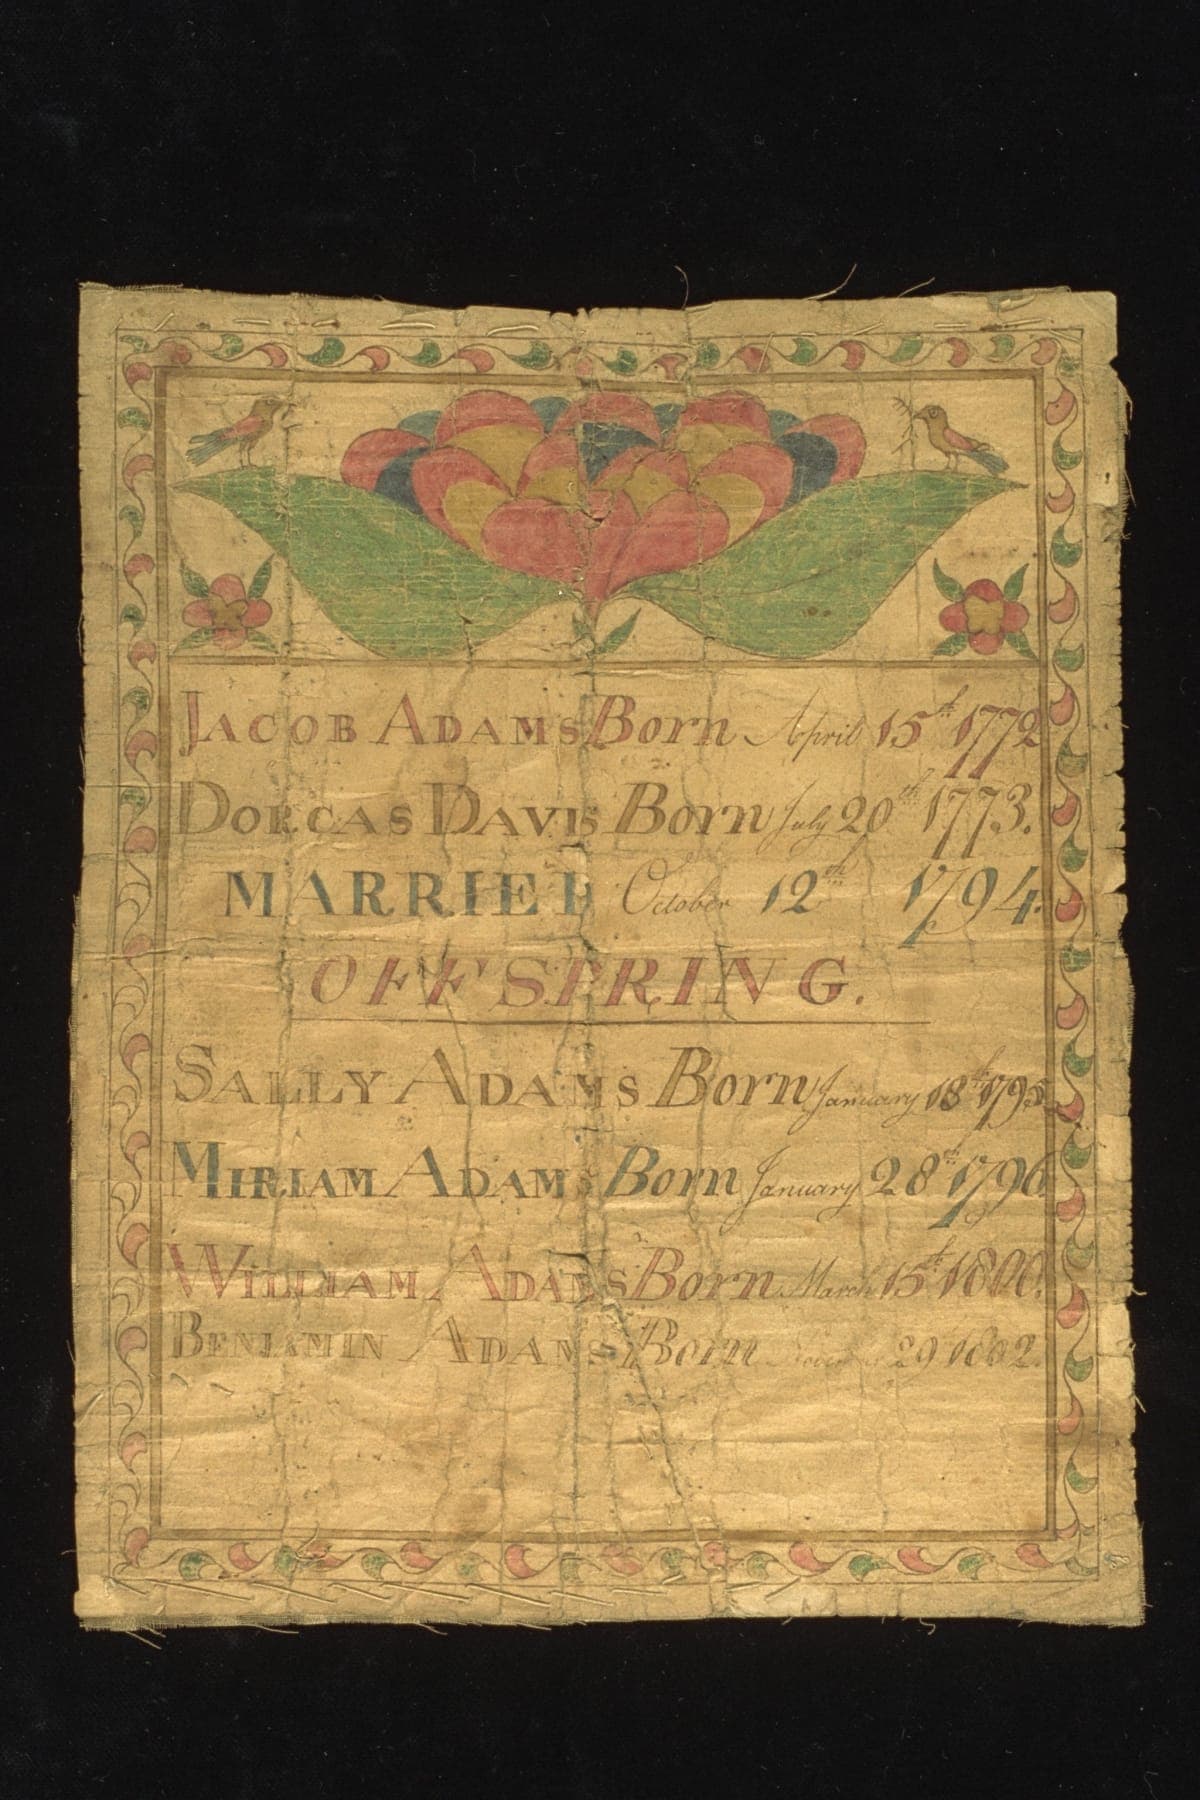 JACOB ADAMS Born April 15th 1772
DORCAS DAVIS Born July 20th 1773.
MARRIED October 12th 1794.
OFFSPRING.
SALLY ADAMS Born January 18th 1795
MIRIAM ADAMS Born January 28th 1796
WILLIAM ADAMS Born March 15th 1800.
BENJAMIN ADAMS Born November 29 1802.